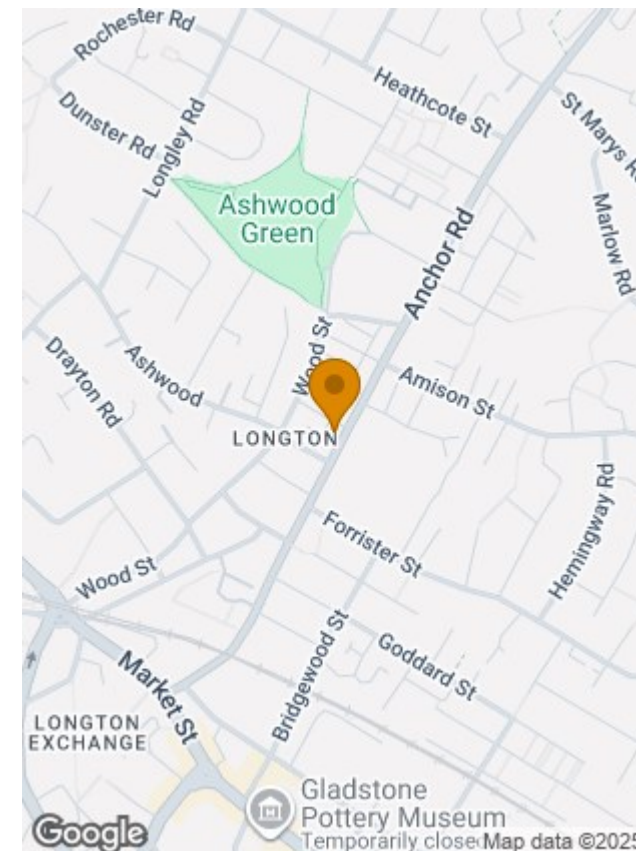 Rochester Rd
Heathcote St
St Marys R
Dunster Rd
Longley Rd
Marlow Rd
Ashwood
Green
Anchor Rd
Wood St
Ashwood
Drayton Rd
Amison St
LONGTON
Hemingway Rd
Forrister St
Wood St
Bridgewood St
Goddard St
Market St
LONGTON
EXCHANGE
Gladstone
Pottery Museum
Temporarily closed
Google
Map data ©2025